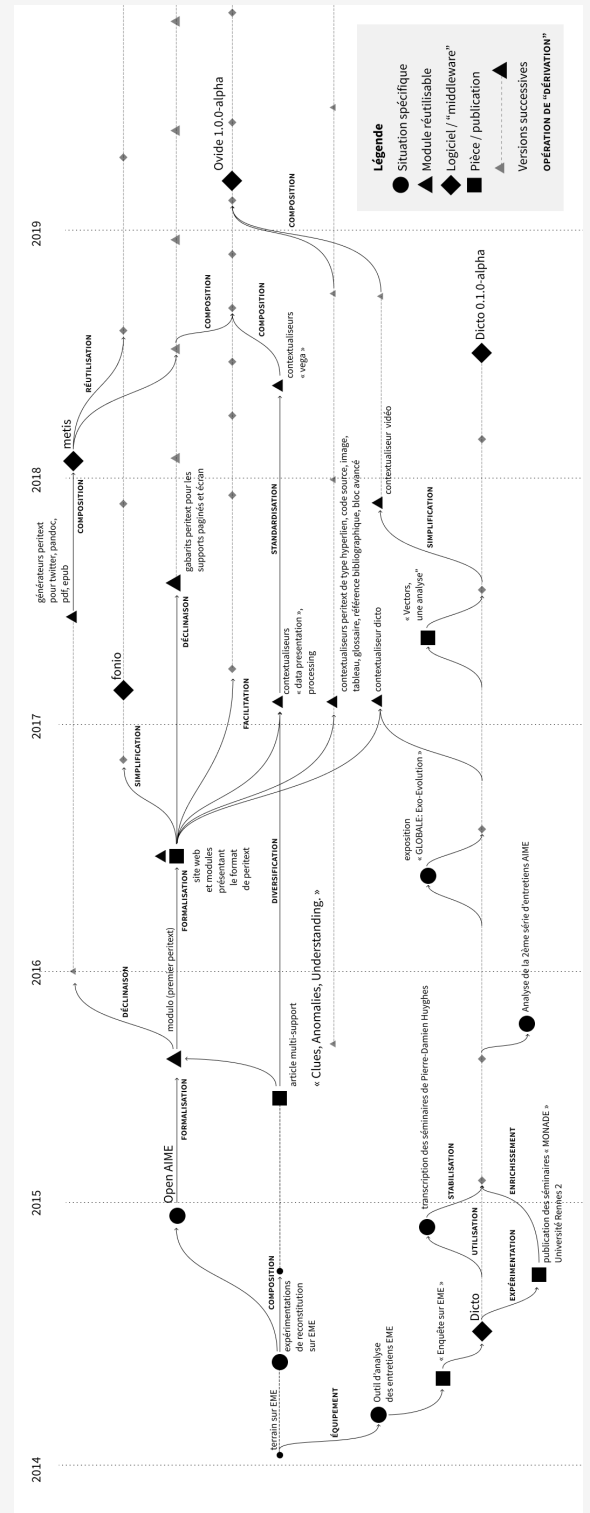 2014
2015
2016
2017
2018
2019
générateurs peritext
pour twitter, pandoc,
pdf, epub
COMPOSITION
metis
RÉUTILISATION
fonio
SIMPLIFICATION
DÉCLINAISON
Open AIME
FORMALISATION
modulo (premier peritext)
FORMALISATION
site web
et modules
présentant
le format
de peritext
DÉCLINAISON
gabarits peritext pour les
supports paginés et écran
COMPOSITION
FACILITATION
Ovide 1.0.0-alpha
COMPOSITION
COMPOSITION
terrain sur EME
COMPOSITION
expérimentations
de reconstitution
sur EME
article multi-support
« Clues, Anomalies, Understanding. »
DIVERSIFICATION
contextualiseurs
« data presentation »,
processing
STANDARDISATION
contextualiseurs
« vega »
contextualiseurs peritext de type hyperlien, code source, image,
tableau, glossaire, référence bibliographique, bloc avancé
contextualiseur dicto
contextualiseur vidéo
ÉQUIPEMENT
Outil d'analyse
des entretiens EME
« Enquête sur EME »
Dicto
UTILISATION
transcription des séminaires de Pierre-Damien Huyghes
STABILISATION
EXPÉRIMENTATION
ENRICHISSEMENT
publication des séminaires « MONADE »
Université Rennes 2
Analyse de la 2ème série d'entretiens AIME
exposition
« GLOBALE: Exo-Evolution »
« Vectors,
une analyse"
SIMPLIFICATION
Dicto 0.1.0-alpha
Légende
Situation spécifique
Module réutilisable
Logiciel / “middleware”
Pièce / publication
Versions successives
OPÉRATION DE “DÉRIVATION”